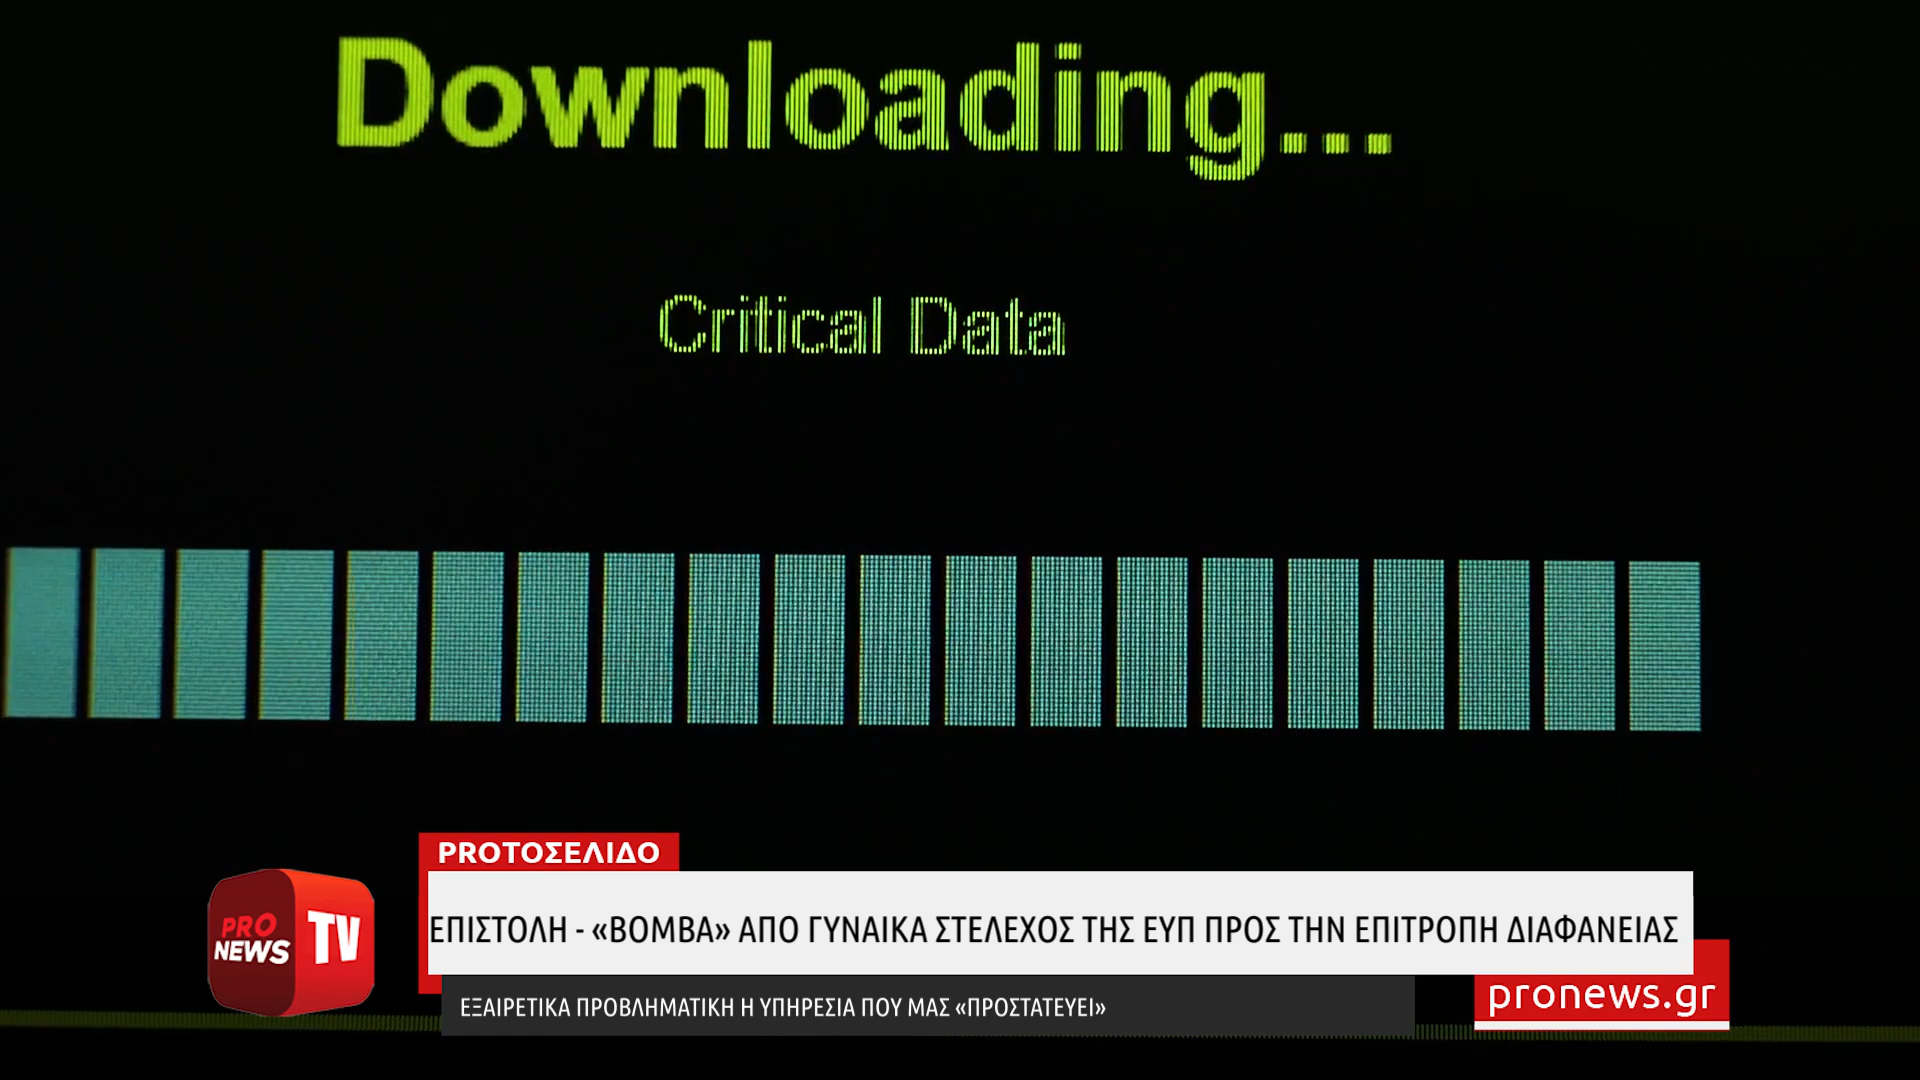 Downloading...
Critical Data
PROTOΣΕΛΙΔΟ
PRO
NEWS
TV
ΕΠΙΣΤΟΛΗ - «ΒΟΜΒΑ» ΑΠΟ ΓΥΝΑΙΚΑ ΣΤΕΛΕΧΟΣ ΤΗΣ ΕΥΠ ΠΡΟΣ ΤΗΝ ΕΠΙΤΡΟΠΗ ΔΙΑΦΑΝΕΙΑΣ
ΕΞΑΙΡΕΤΙΚΑ ΠΡΟΒΛΗΜΑΤΙΚΗ Η ΥΠΗΡΕΣΙΑ ΠΟΥ ΜΑΣ «ΠΡΟΣΤΑΤΕΥΕΙ»
pronews.gr